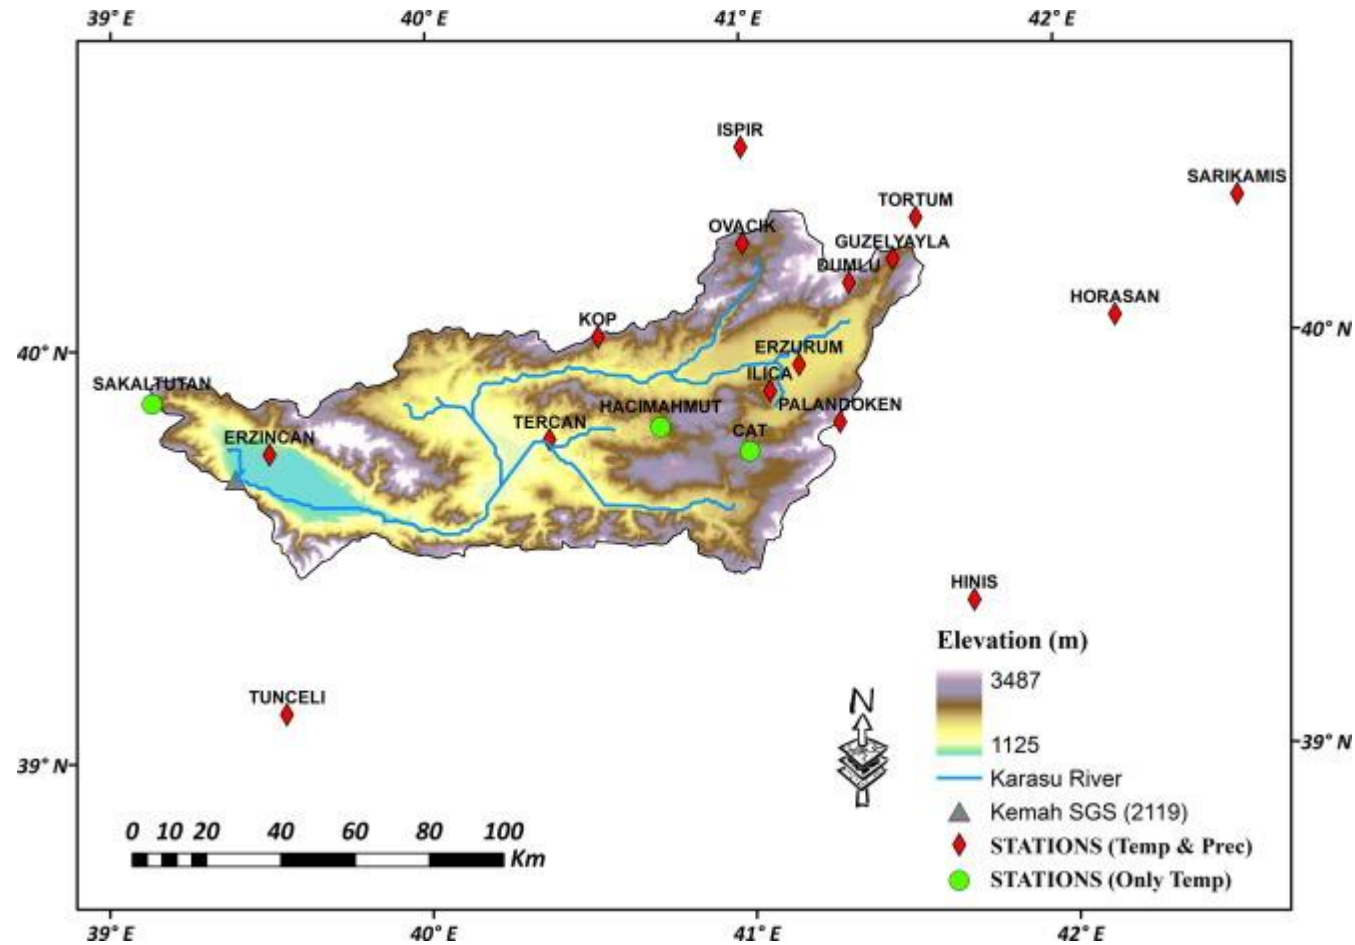 39° E 40° E 41° E 42° E
ISPIR
SARIKAMIS
TORTUM
OVACIK
GUZELYAYLA
DUMLU
HORASAN
KOP
40° N
ERZURUM
40° N
ILICA
SAKALTUTAN
HACIMAHMUT
PALANDOKEN
TERCAN
CAT
ERZINCAN
HINIS
Elevation (m)
3487
1125
TUNCELI
N
39° N
39° N
Karasu River
Kemah SGS (2119)
STATIONS (Temp & Prec)
STATIONS (Only Temp)
0 10 20 40 60 80 100
Km
39° E 40° E 41° E 42° E